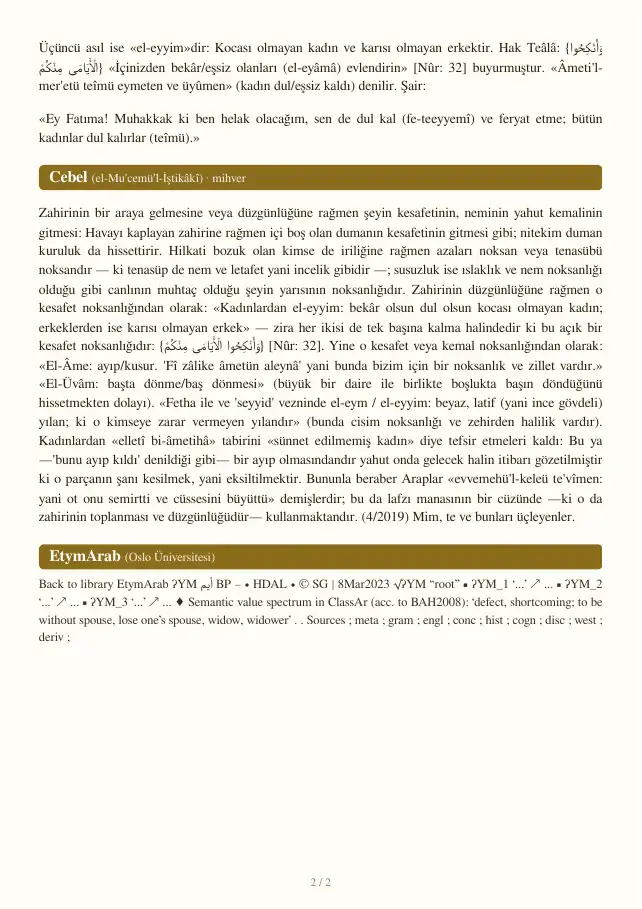 Üçüncü asıl ise «el-eyyim»dir: Kocası olmayan kadın ve karısı olmayan erkektir. Hak Teâlâ: {وَأَنْكِحُوا
الْأَيَامَى مِنْكُمْ} «İçinizden bekâr/eşsiz olanları (el-eyâmâ) evlendirin» [Nûr: 32] buyurmuştur. «Âmeti'l-
mer'etü teîmü eymeten ve üyûmen» (kadın dul/eşsiz kaldı) denilir. Şair:
«Ey Fatıma! Muhakkak ki ben helak olacağım, sen de dul kal (fe-teeyyemî) ve feryat etme; bütün
kadınlar dul kalırlar (teîmü).»
Cebel (el-Mu'cemü'l-İştikâkî) · mihver
Zahirinin bir araya gelmesine veya düzgünlüğüne rağmen şeyin kesafetinin, neminin yahut kemalinin
gitmesi: Havayı kaplayan zahirine rağmen içi boş olan dumanın kesafetinin gitmesi gibi; nitekim duman
kuruluk da hissettirir. Hilkati bozuk olan kimse de iriliğine rağmen azaları noksan veya tenasübü
noksandır — ki tenasüp de nem ve letafet yani incelik gibidir —; susuzluk ise ıslaklık ve nem noksanlığı
olduğu gibi canlının muhtaç olduğu şeyin yarısının noksanlığıdır. Zahirinin düzgünlüğüne rağmen o
kesafet noksanlığından olarak: «Kadınlardan el-eyyim: bekâr olsun dul olsun kocası olmayan kadın;
erkeklerden ise karısı olmayan erkek» — zira her ikisi de tek başına kalma halindedir ki bu açık bir
kesafet noksanlığıdır: {وَأَنْكِحُوا الْأَيَامَى مِنْكُمْ} [Nûr: 32]. Yine o kesafet veya kemal noksanlığından olarak:
«El-Âme: ayıp/kusur. 'Fî zâlike âmetün aleynâ' yani bunda bizim için bir noksanlık ve zillet vardır.»
«El-Üvâm: başta dönme/baş dönmesi» (büyük bir daire ile birlikte boşlukta başın döndüğünü
hissetmekten dolayı). «Fetha ile ve 'seyyid' vezninde el-eym / el-eyyim: beyaz, latif (yani ince gövdeli)
yılan; ki o kimseye zarar vermeyen yılandır» (bunda cisim noksanlığı ve zehirden halilik vardır).
Kadınlardan «elletî bi-âmetihâ» tabirini «sünnet edilmemiş kadın» diye tefsir etmeleri kaldı: Bu ya
—'bunu ayıp kıldı' denildiği gibi— bir ayıp olmasındandır yahut onda gelecek halin itibarı gözetilmiştir
ki o parçanın şanı kesilmek, yani eksiltilmektir. Bununla beraber Araplar «evvemehü'l-keleü te'vîmen:
yani ot onu semirtti ve cüssesini büyüttü» demişlerdir; bu da lafzı manasının bir cüzünde —ki o da
zahirinin toplanması ve düzgünlüğüdür— kullanmaktandır. (4/2019) Mim, te ve bunları üçleyenler.
EtymArab (Oslo Üniversitesi)
Back to library EtymArab ʔYM أيم BP – • HDAL • © SG | 8Mar2023 √ʔYM “root” ▪ ʔYM_1 ‘...’ ↗ ... ▪ ʔYM_2
‘...’ ↗ ... ▪ ʔYM_3 ‘...’ ↗ ... ♦ Semantic value spectrum in ClassAr (acc. to BAH2008): ‘defect, shortcoming; to be
without spouse, lose one’s spouse, widow, widower’ . . Sources ; meta ; gram ; engl ; conc ; hist ; cogn ; disc ; west ;
deriv ;
2 / 2